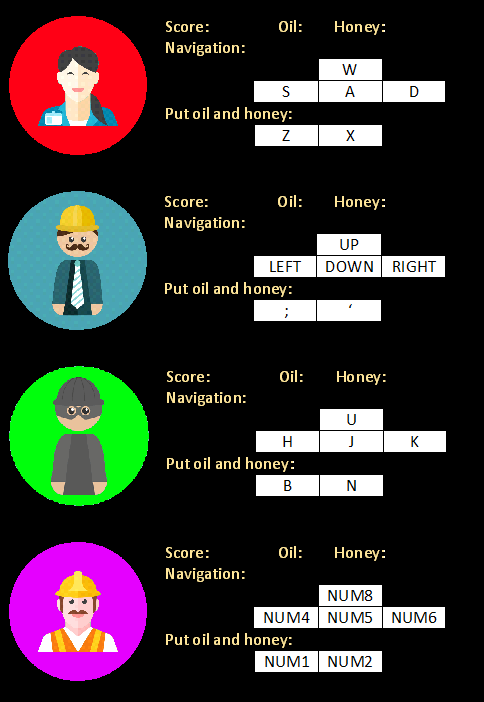 Score: Oil: Honey:
Navigation:
W
S A D
Put oil and honey:
Z X
Score: Oil: Honey:
Navigation:
UP
LEFT DOWN RIGHT
Put oil and honey:
; ‘
Score: Oil: Honey:
Navigation:
U
H J K
Put oil and honey:
B N
Score: Oil: Honey:
Navigation:
NUM8
NUM4 NUM5 NUM6
Put oil and honey:
NUM1 NUM2